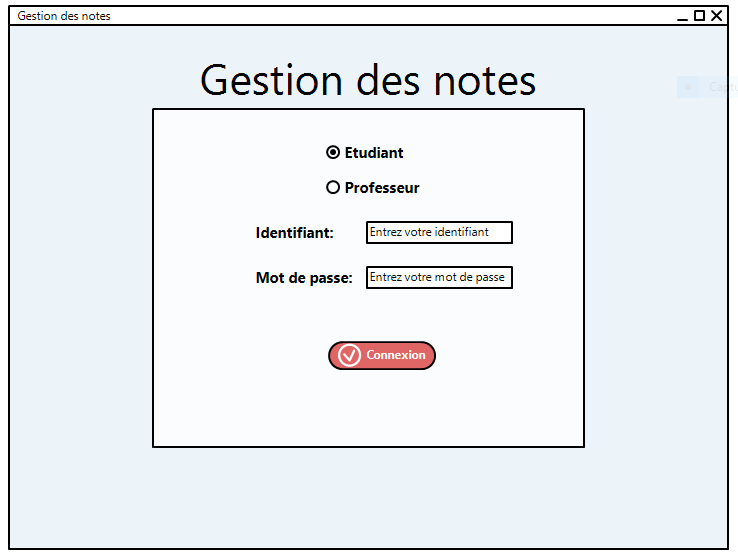 Gestion des notes
Gestion des notes
Etudiant
Professeur
Identifiant: Entrez votre identifiant
Mot de passe: Entrez votre mot de passe
Connexion